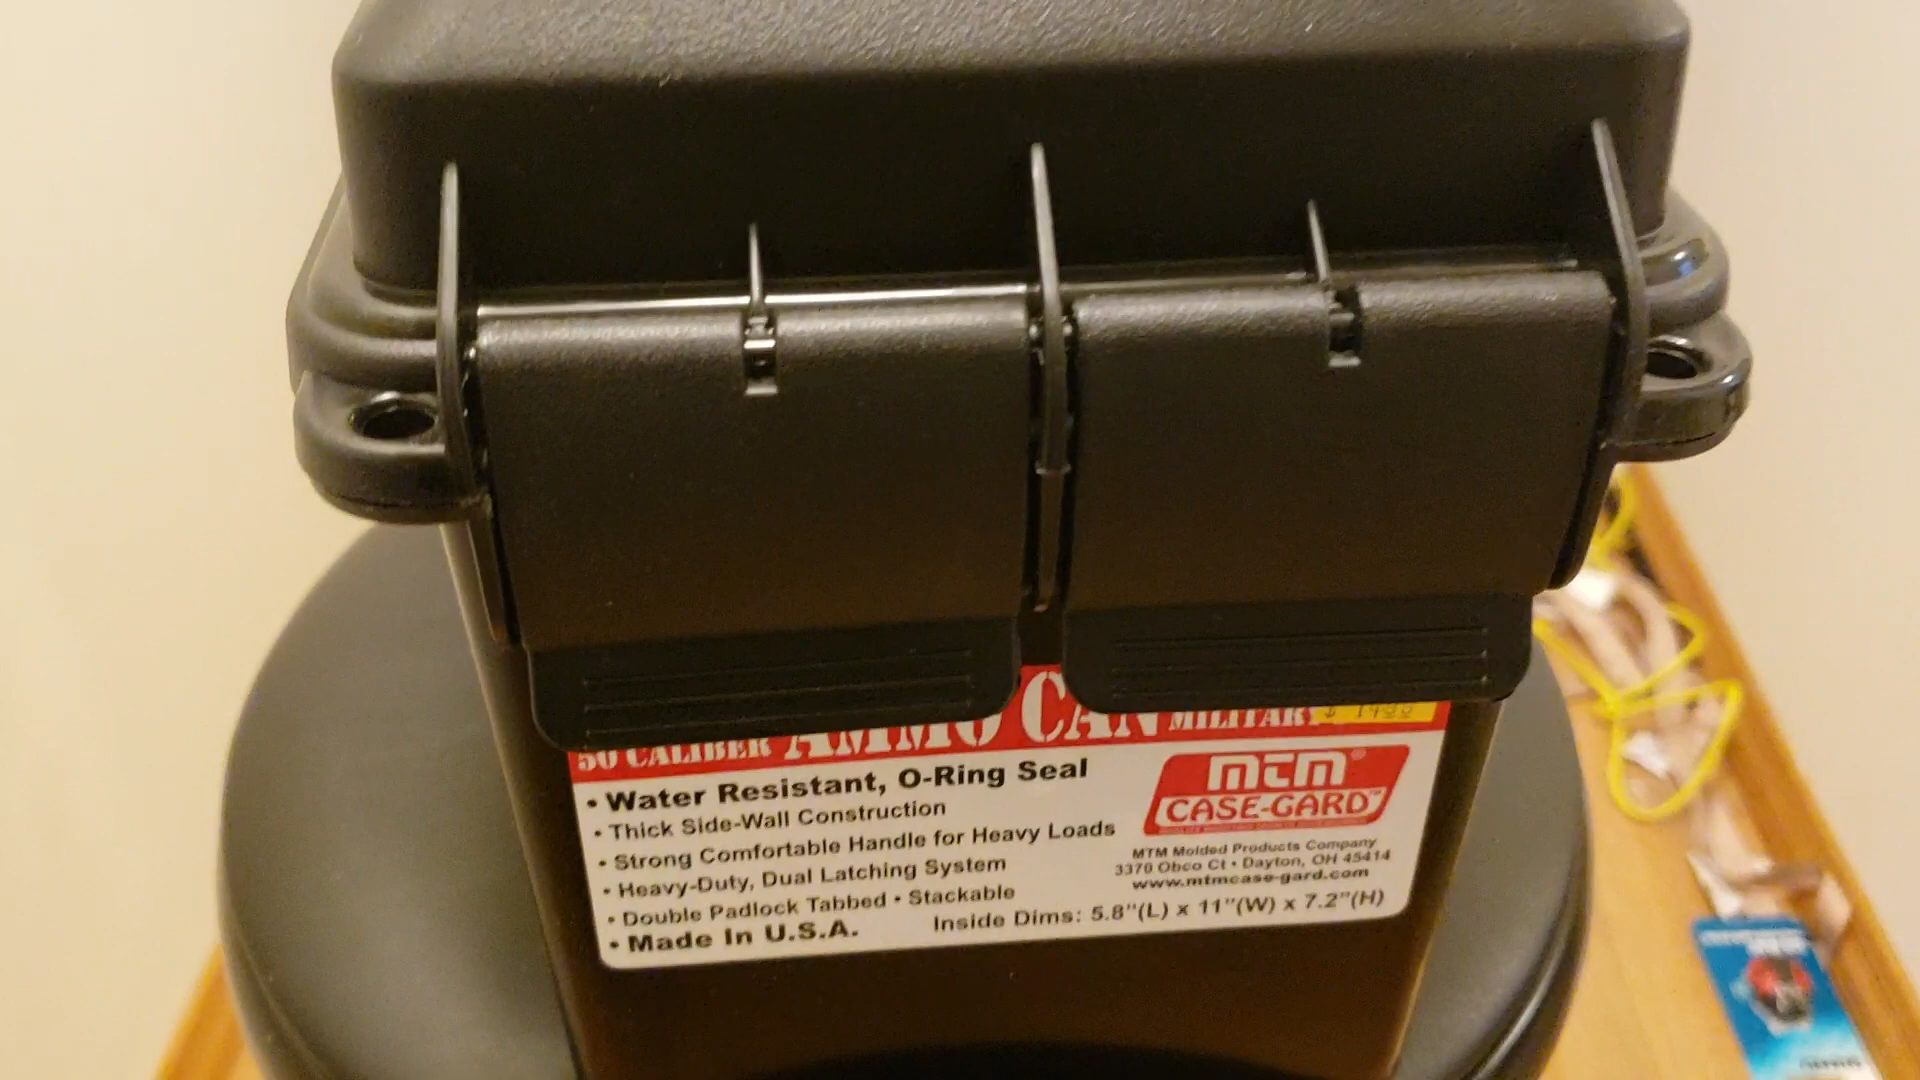 50 CALIBER AMMO CAN MILITARY
• Water Resistant, O-Ring Seal
• Thick Side-Wall Construction
• Strong Comfortable Handle for Heavy Loads
• Heavy-Duty, Dual Latching System
• Double Padlock Tabbed • Stackable
• Made In U.S.A.
Inside Dims: 5.8"(L) x 11"(W) x 7.2"(H)
MTM®
CASE-GARD™
MTM Molded Products Company
3370 Obco Ct • Dayton, OH 45414
www.mtmcase-gard.com